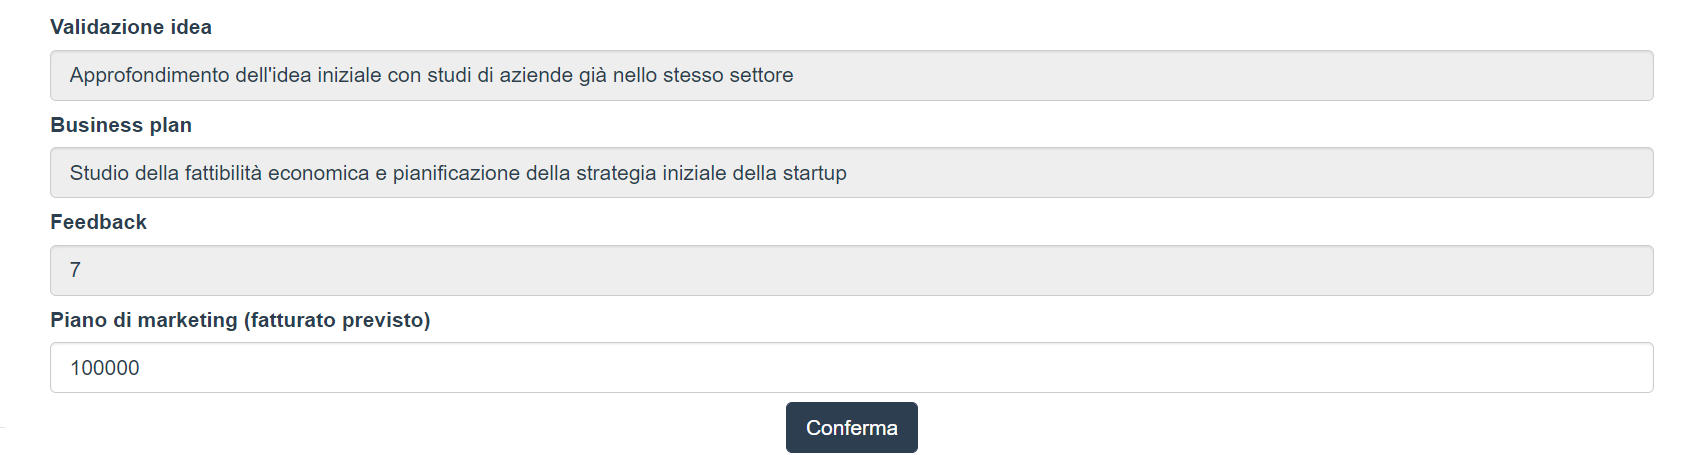 Validazione idea
Approfondimento dell'idea iniziale con studi di aziende già nello stesso settore
Business plan
Studio della fattibilità economica e pianificazione della strategia iniziale della startup
Feedback
7
Piano di marketing (fatturato previsto)
100000
Conferma